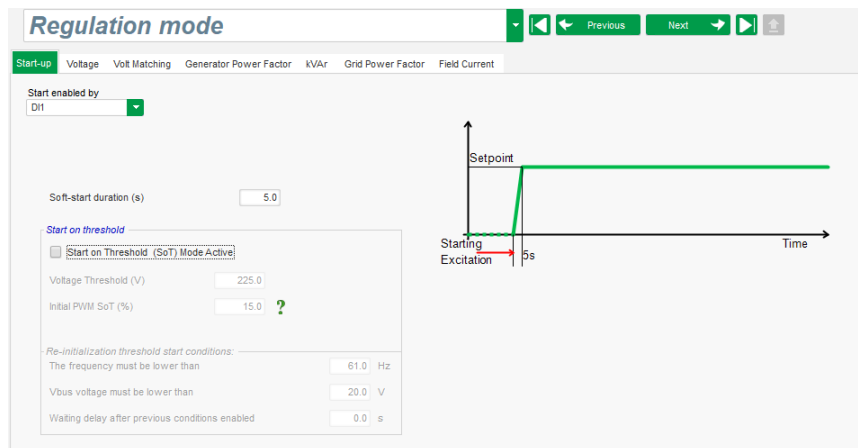 Regulation mode
Previous
Next
Start-up Voltage Volt Matching Generator Power Factor kVAr Grid Power Factor Field Current
Start enabled by
DI1
Soft-start duration (s) 5.0
Start on threshold
Start on Threshold (SoT) Mode Active
Voltage Threshold (V) 225.0
Initial PWM SoT (%) 15.0 ?
Re-initialization threshold start conditions:
The frequency must be lower than 61.0 Hz
Vbus voltage must be lower than 20.0 V
Waiting delay after previous conditions enabled 0.0 s
Setpoint
Starting
Excitation
5s
Time